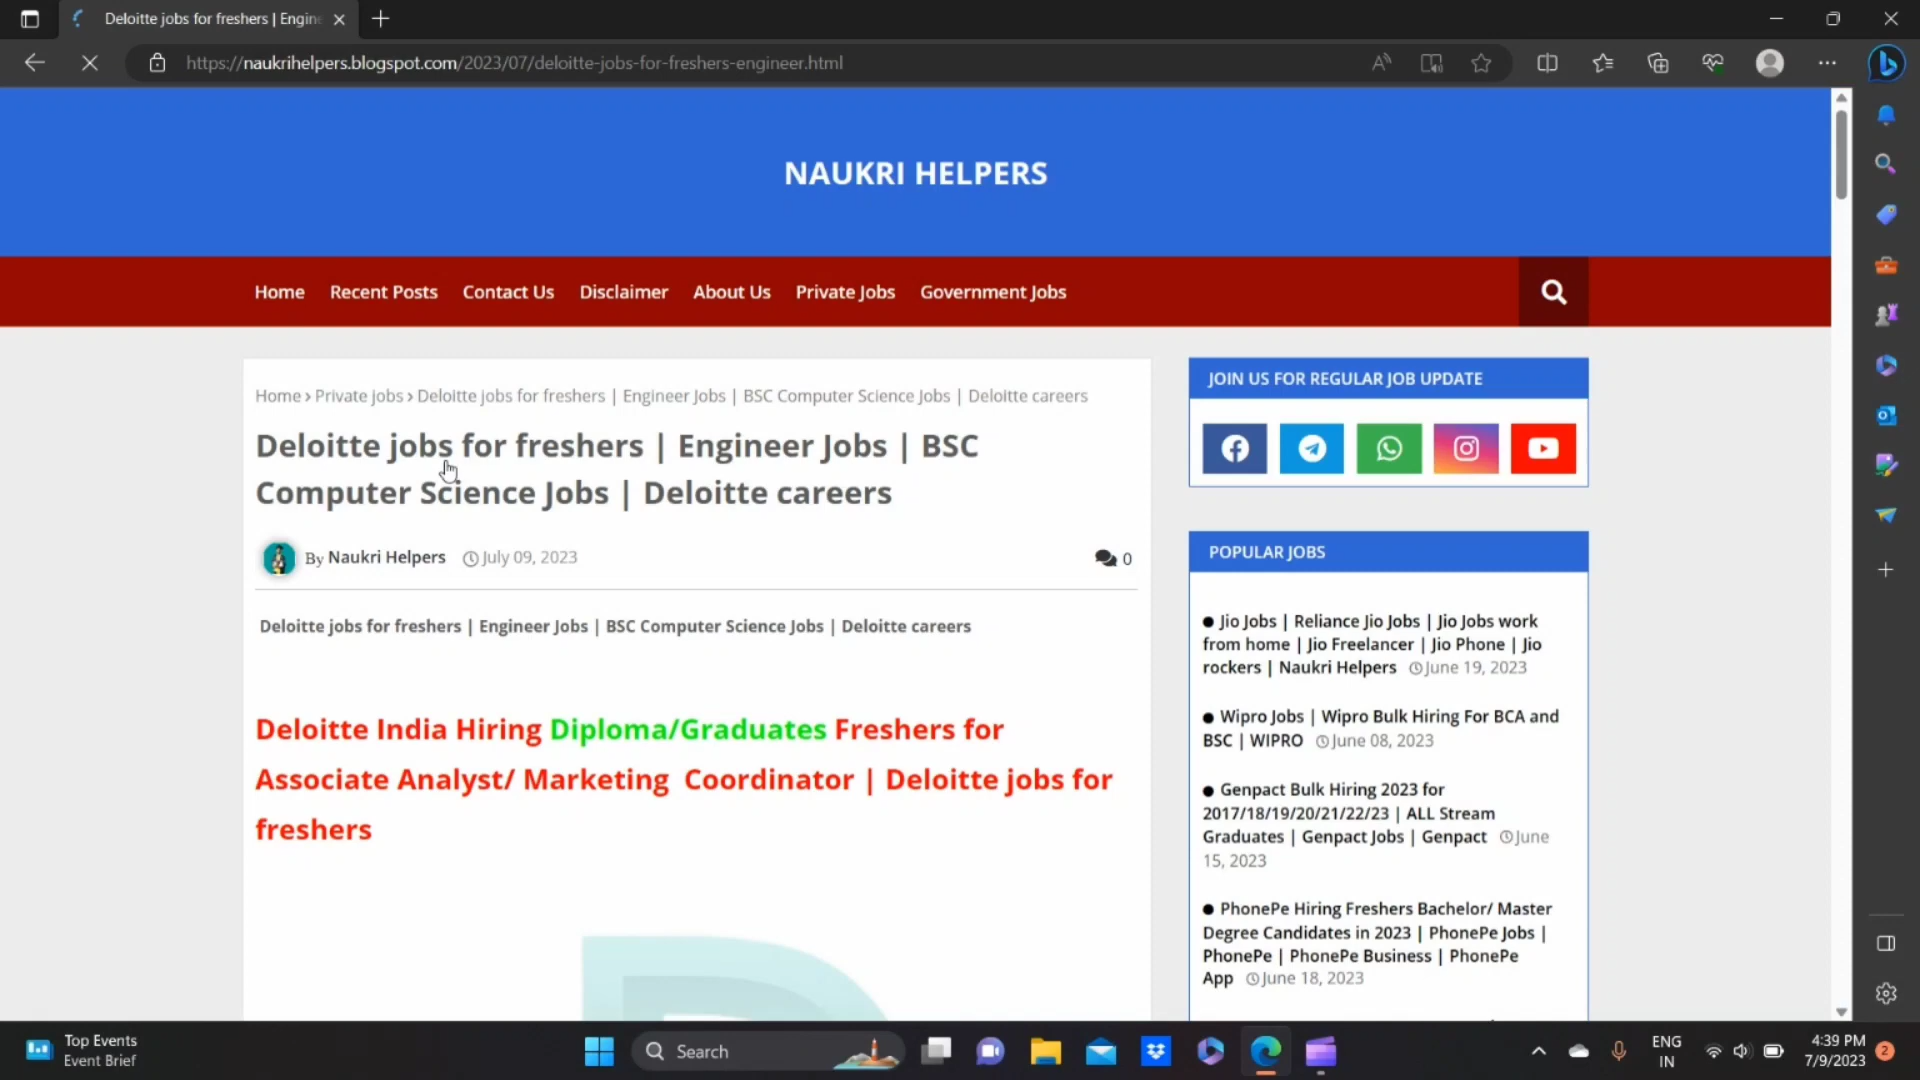 Deloitte jobs for freshers | Engine
https://naukrihelpers.blogspot.com/2023/07/deloitte-jobs-for-freshers-engineer.html
NAUKRI HELPERS
Home Recent Posts Contact Us Disclaimer About Us Private Jobs Government Jobs
Home › Private jobs › Deloitte jobs for freshers | Engineer Jobs | BSC Computer Science Jobs | Deloitte careers
Deloitte jobs for freshers | Engineer Jobs | BSC
Computer Science Jobs | Deloitte careers
By Naukri Helpers July 09, 2023
0
Deloitte jobs for freshers | Engineer Jobs | BSC Computer Science Jobs | Deloitte careers
Deloitte India Hiring Diploma/Graduates Freshers for
Associate Analyst/ Marketing Coordinator | Deloitte jobs for
freshers
JOIN US FOR REGULAR JOB UPDATE
POPULAR JOBS
● Jio Jobs | Reliance Jio Jobs | Jio Jobs work
from home | Jio Freelancer | Jio Phone | Jio
rockers | Naukri Helpers June 19, 2023
● Wipro Jobs | Wipro Bulk Hiring For BCA and
BSC | WIPRO June 08, 2023
● Genpact Bulk Hiring 2023 for
2017/18/19/20/21/22/23 | ALL Stream
Graduates | Genpact Jobs | Genpact June
15, 2023
● PhonePe Hiring Freshers Bachelor/ Master
Degree Candidates in 2023 | PhonePe Jobs |
PhonePe | PhonePe Business | PhonePe
App June 18, 2023
Top Events
Event Brief
Search
ENG
IN
4:39 PM
7/9/2023
2